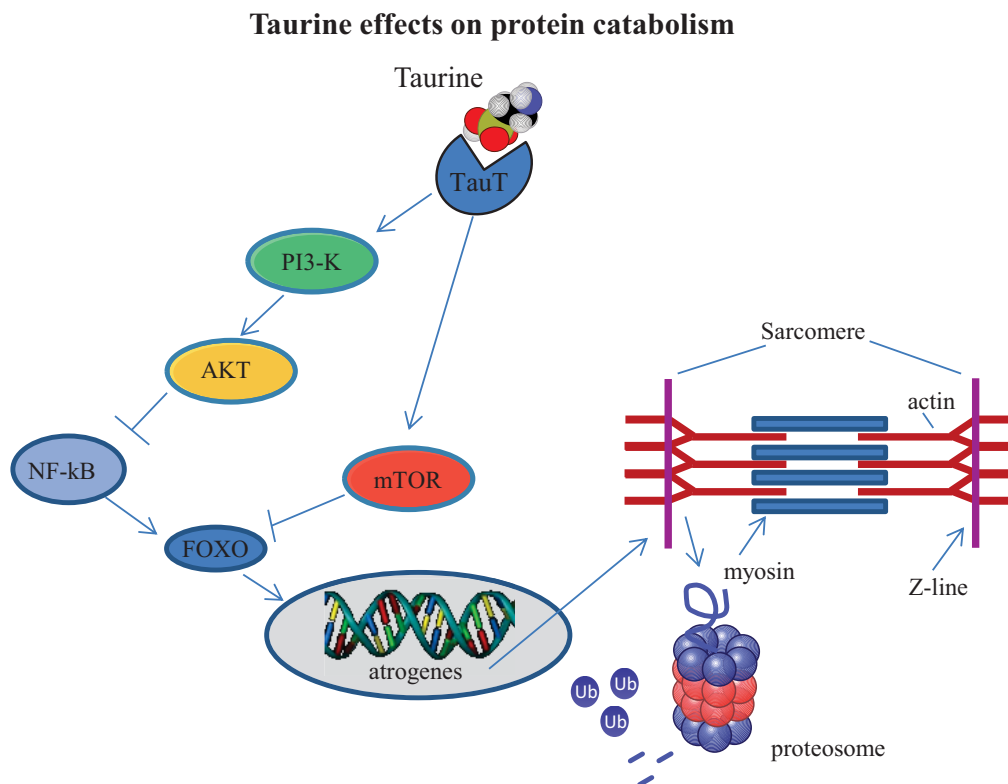 Taurine effects on protein catabolism
Taurine
TauT
PI3-K
AKT
NF-kB
mTOR
FOXO
atrogenes
Sarcomere
actin
myosin
Z-line
Ub
Ub
Ub
proteosome